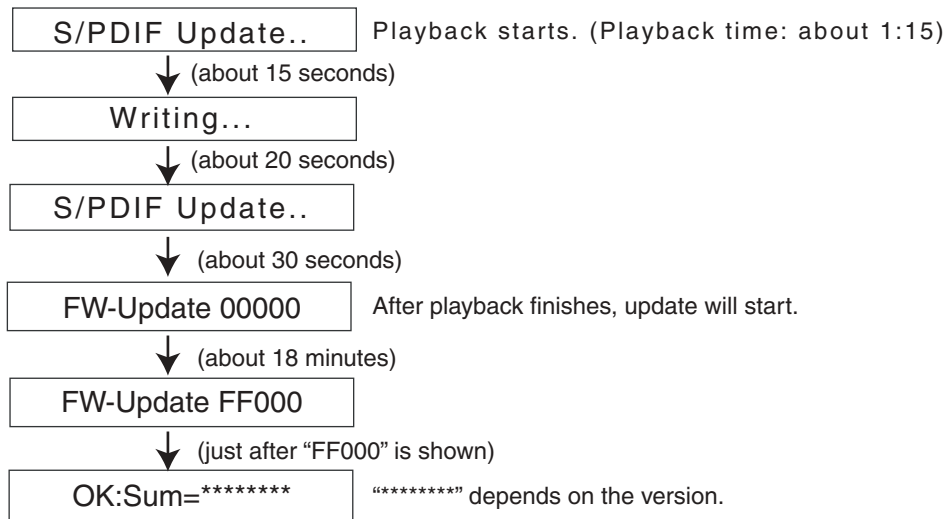 S/PDIF Update.. Playback starts. (Playback time: about 1:15)
(about 15 seconds)
Writing...
(about 20 seconds)
S/PDIF Update..
(about 30 seconds)
FW-Update 00000 After playback finishes, update will start.
(about 18 minutes)
FW-Update FF000
(just after “FF000” is shown)
OK:Sum=******** “********” depends on the version.